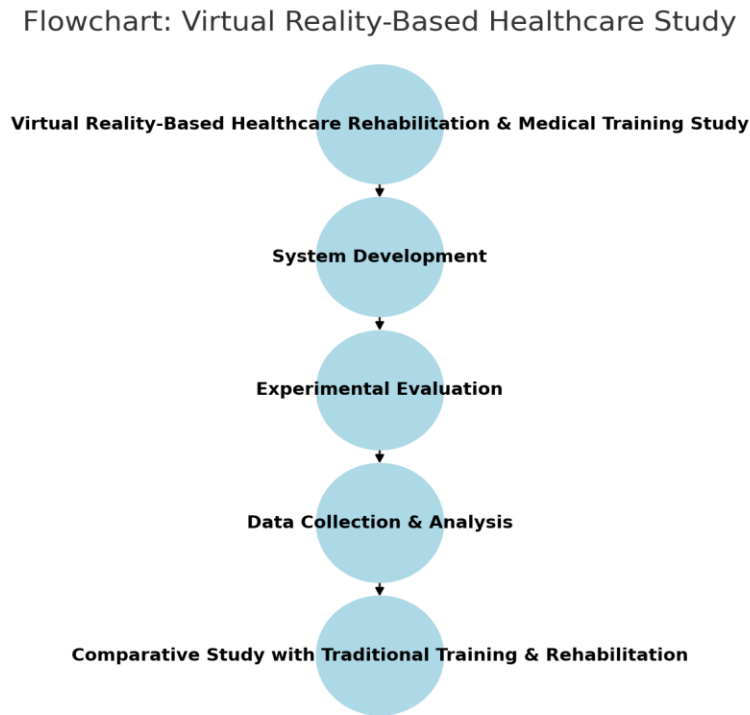 Flowchart: Virtual Reality-Based Healthcare Study
Virtual Reality-Based Healthcare Rehabilitation & Medical Training Study
System Development
Experimental Evaluation
Data Collection & Analysis
Comparative Study with Traditional Training & Rehabilitation